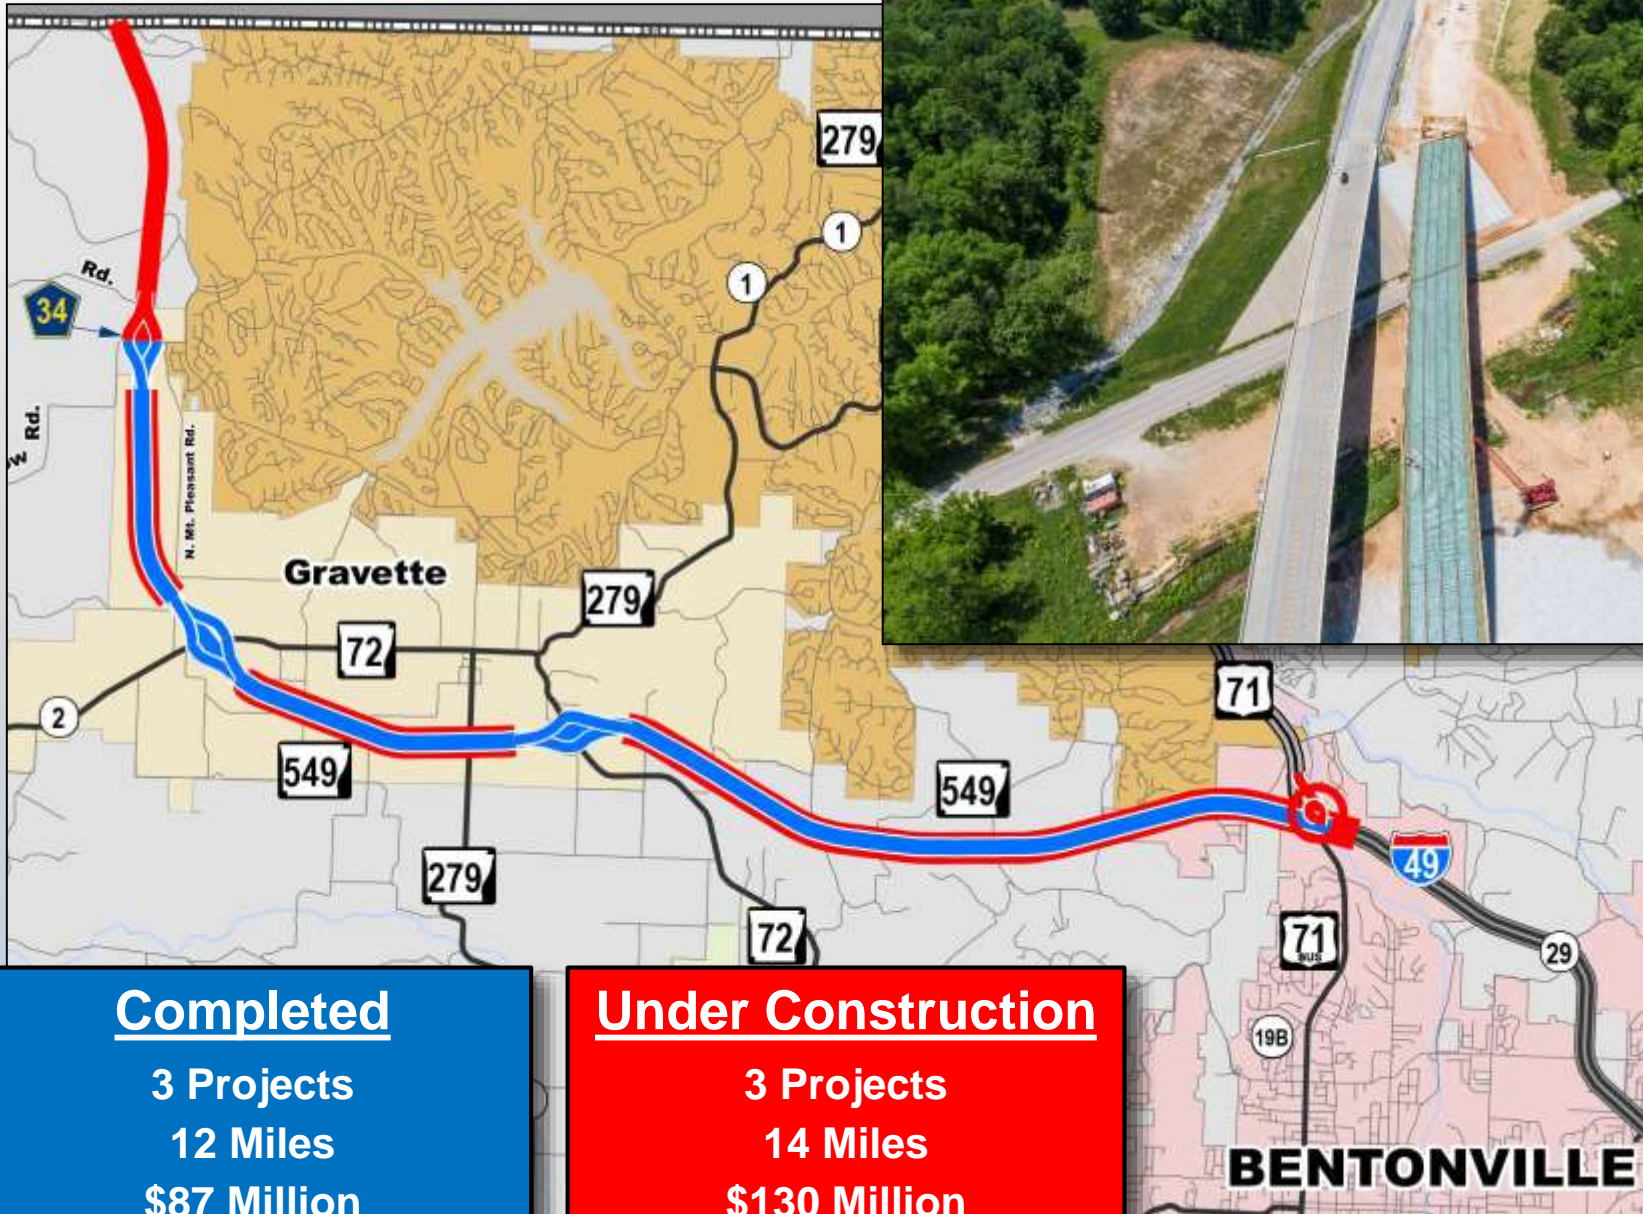 279
1
1
Rd.
34
Rd.
N. Mt. Pleasant Rd.
Gravette
279
72
2
71
549
549
49
279
72
71
BUS
29
19B
BENTONVILLE
Completed
3 Projects
12 Miles
$87 Million
Under Construction
3 Projects
14 Miles
$130 Million